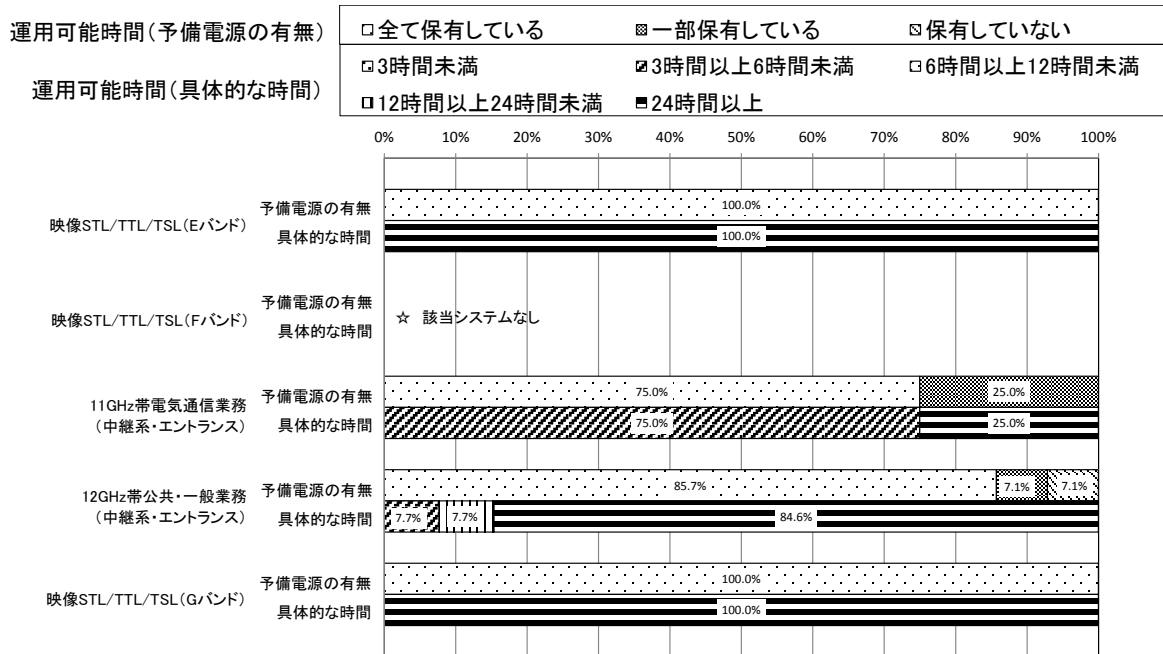 運用可能時間(予備電源の有無)
全て保有している 一部保有している 保有していない
運用可能時間(具体的な時間)
3時間未満 3時間以上6時間未満 6時間以上12時間未満
12時間以上24時間未満 24時間以上
0% 10% 20% 30% 40% 50% 60% 70% 80% 90% 100%
映像STL/TTL/TSL(Eバンド)
予備電源の有無
100.0%
具体的な時間
100.0%
映像STL/TTL/TSL(Fバンド)
予備電源の有無
具体的な時間
☆ 該当システムなし
11GHz帯電気通信業務
(中継系・エントランス)
予備電源の有無
75.0% 25.0%
具体的な時間
75.0% 25.0%
12GHz帯公共・一般業務
(中継系・エントランス)
予備電源の有無
85.7% 7.1% 7.1%
具体的な時間
7.7% 7.7% 84.6%
映像STL/TTL/TSL(Gバンド)
予備電源の有無
100.0%
具体的な時間
100.0%